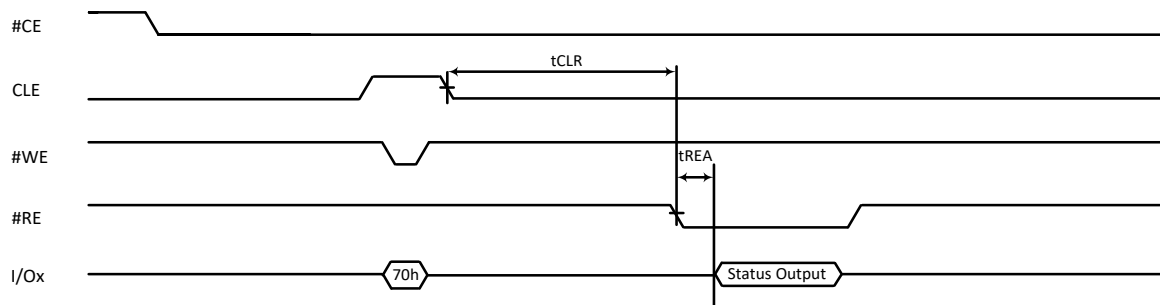 #CE
tCLR
CLE
#WE
tREA
#RE
I/Ox
70h
Status Output